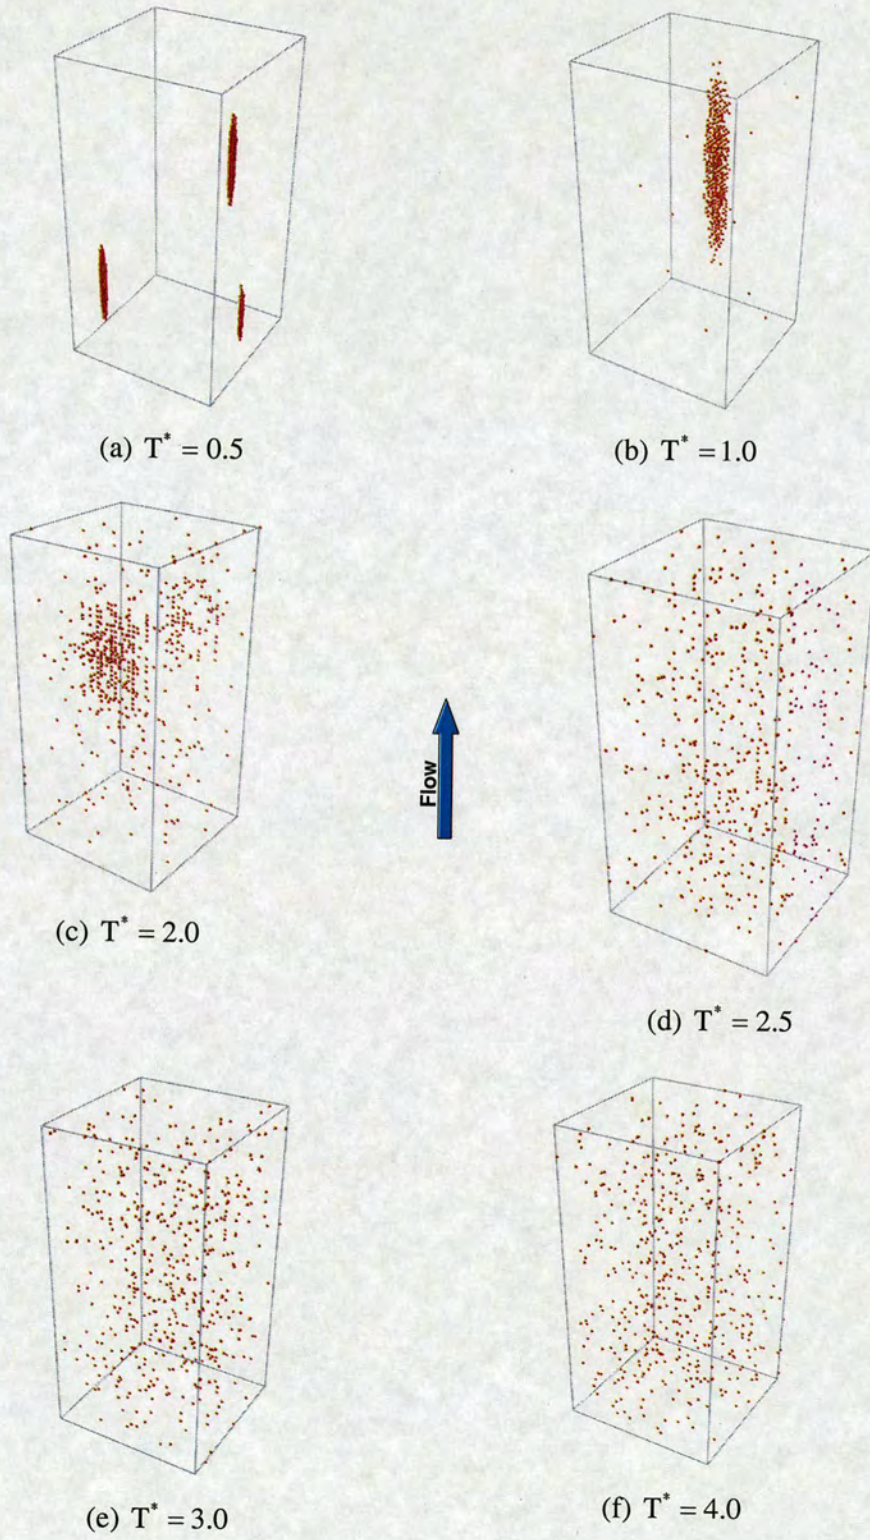 (a) T* = 0.5
(b) T* = 1.0
Flow
(c) T* = 2.0
(d) T* = 2.5
(e) T* = 3.0
(f) T* = 4.0